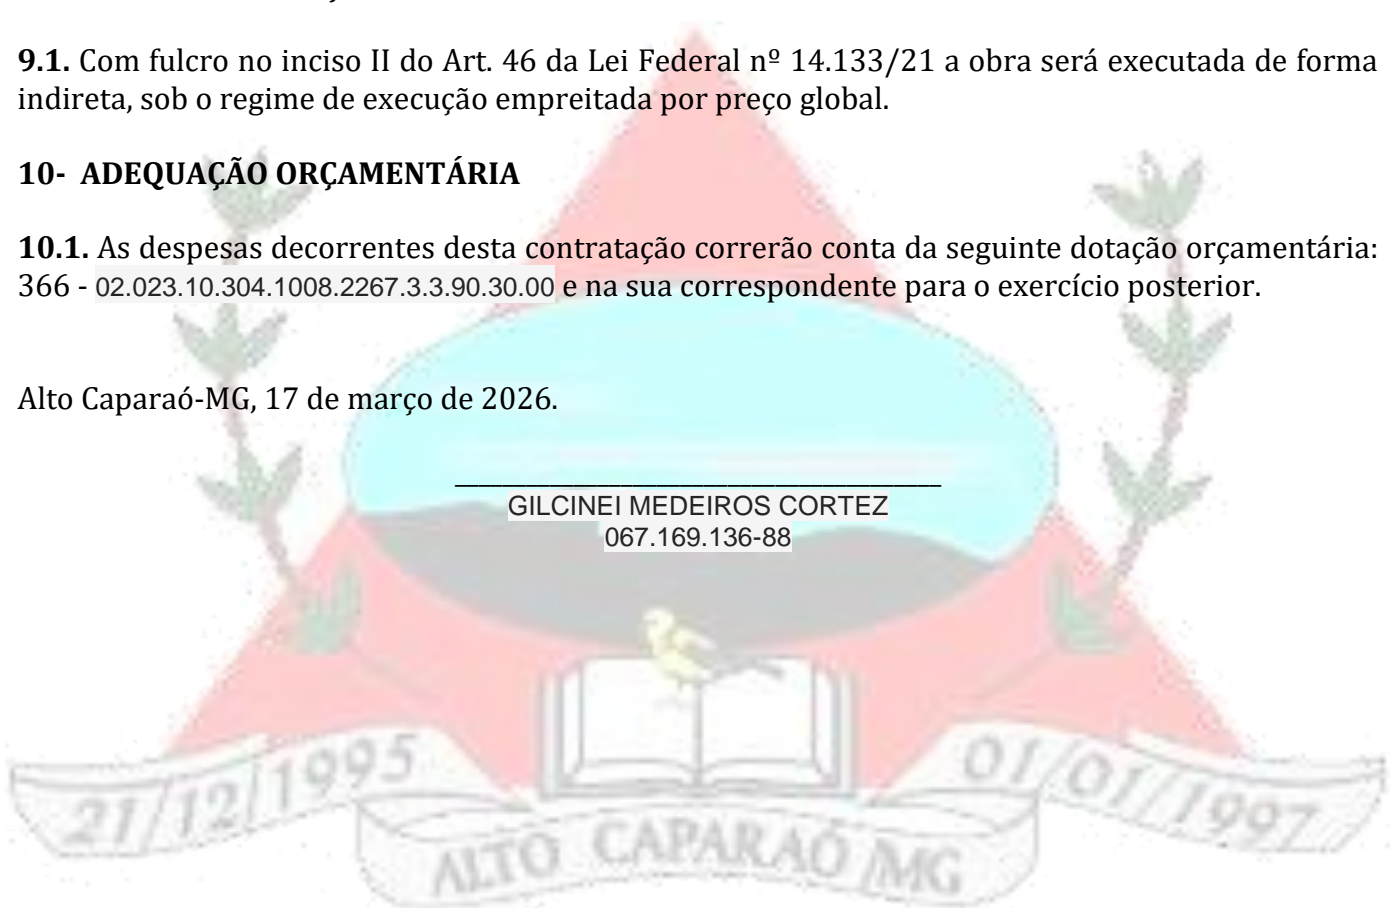 9.1. Com fulcro no inciso II do Art. 46 da Lei Federal nº 14.133/21 a obra será executada de forma
indireta, sob o regime de execução empreitada por preço global.
10- ADEQUAÇÃO ORÇAMENTÁRIA
10.1. As despesas decorrentes desta contratação correrão conta da seguinte dotação orçamentária:
366 - 02.023.10.304.1008.2267.3.3.90.30.00 e na sua correspondente para o exercício posterior.
Alto Caparaó-MG, 17 de março de 2026.
GILCINEI MEDEIROS CORTEZ
067.169.136-88
21/12/1995
01/01/1997
ALTO CAPARAÓ MG